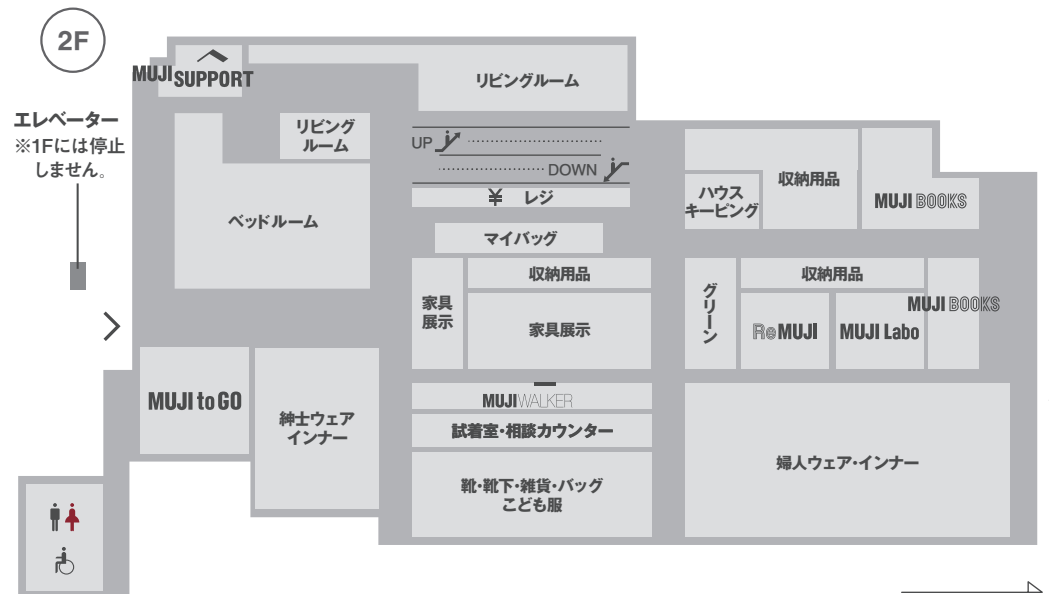 2F
MUJI SUPPORT
リビングルーム
エレベーター
※1Fには停止
しません。
リビング
ルーム
UP
DOWN
¥ レジ
ベッドルーム
マイバッグ
収納用品
家具
展示
家具展示
収納用品
ハウス
キーピング
MUJI BOOKS
グリーン
収納用品
MUJI BOOKS
ReMUJI
MUJI Labo
MUJI to GO
紳士ウェア
インナー
MUJI WALKER
試着室・相談カウンター
靴・靴下・雑貨・バッグ
こども服
婦人ウェア・インナー